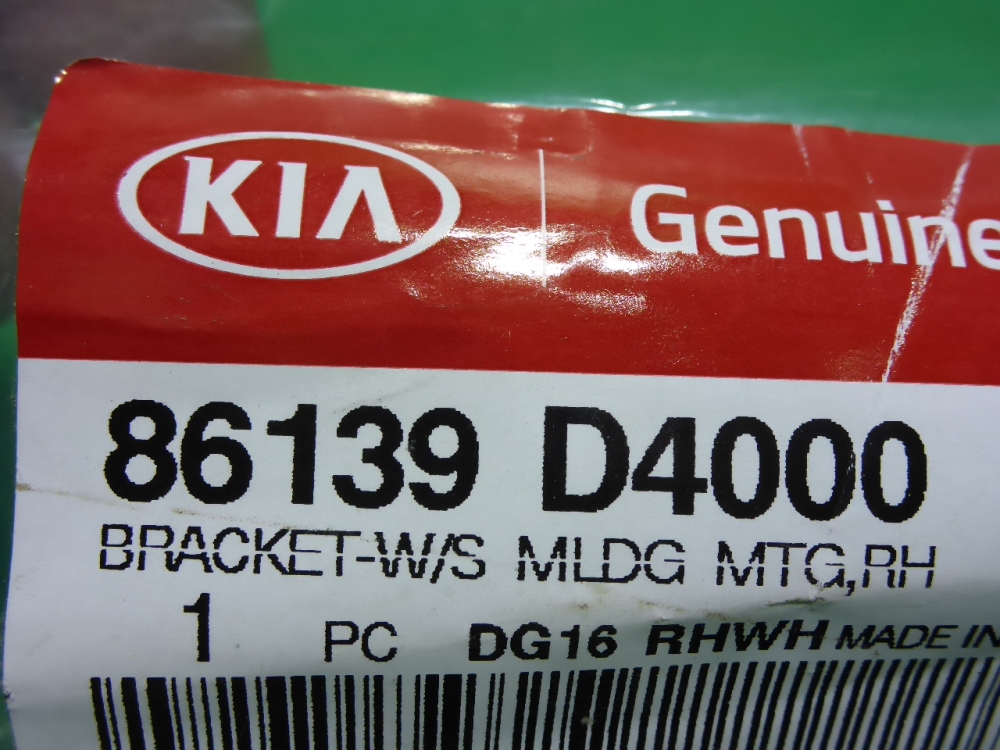 KIA Genuine
86139 D4000
BRACKET-W/S MLDG MTG,RH
1 PC DG16 RHWH MADE IN